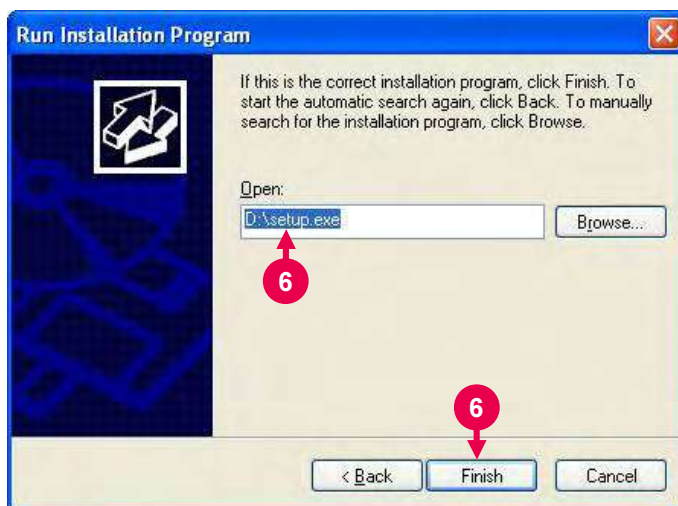 Run Installation Program
If this is the correct installation program, click Finish. To
start the automatic search again, click Back. To manually
search for the installation program, click Browse.
Open:
D:\setup.exe
Browse...
6
6
< Back
Finish
Cancel